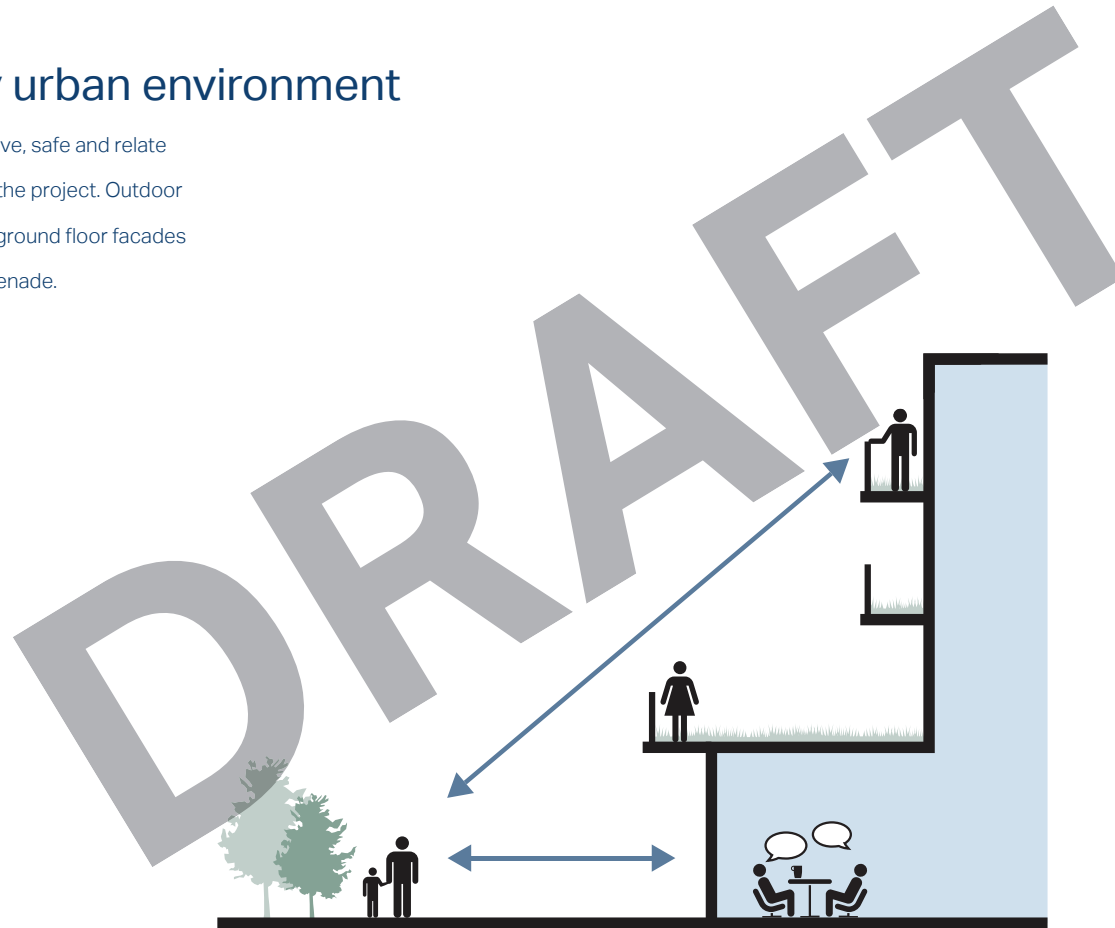 urban environment
ve, safe and relate
the project. Outdoor
ground floor facades
enade.
DRAFT